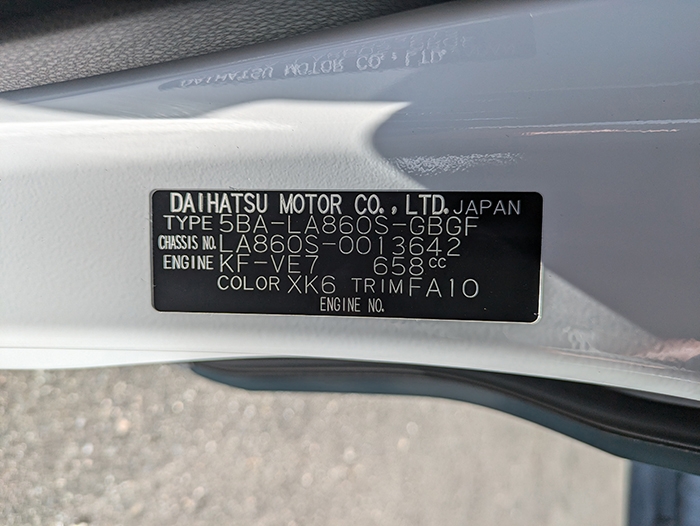 DAIHATSU MOTOR CO., LTD. JAPAN
TYPE 5BA-LA860S-GBGF
CHASSIS NO. LA860S-0013642
ENGINE KF-VE7 658cc
COLOR XK6 TRIM FA10
ENGINE NO.